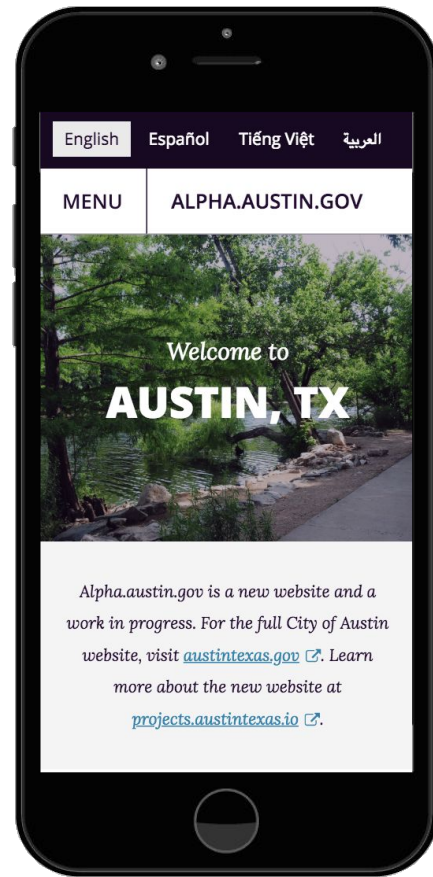 English Español Tiếng Việt العربية
MENU ALPHA.AUSTIN.GOV
Welcome to
AUSTIN, TX
Alpha.austin.gov is a new website and a
work in progress. For the full City of Austin
website, visit austintexas.gov. Learn
more about the new website at
projects.austintexas.io.